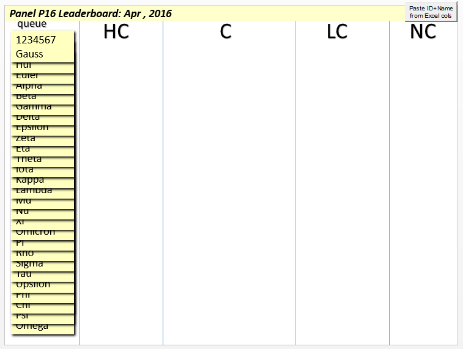 Panel P16 Leaderboard: Apr , 2016
Paste ID+Name
from Excel cols
queue
HC
C
LC
NC
1234567
Gauss
Euler
Alpha
Beta
Gamma
Delta
Epsilon
Zeta
Eta
Theta
Iota
Kappa
Lambda
Mu
Nu
Xi
Omicron
Pi
Rho
Sigma
Tau
Upsilon
Phi
Chi
Psi
Omega